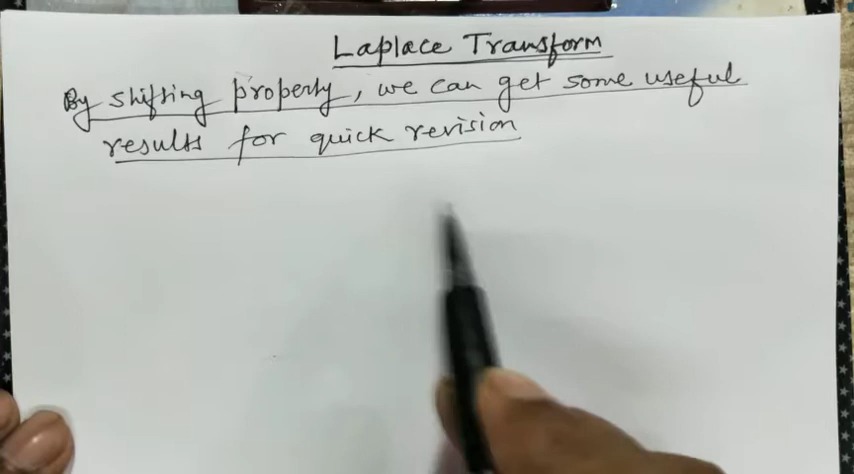 Laplace Transform
By shifting property, we can get some useful
results for quick revision